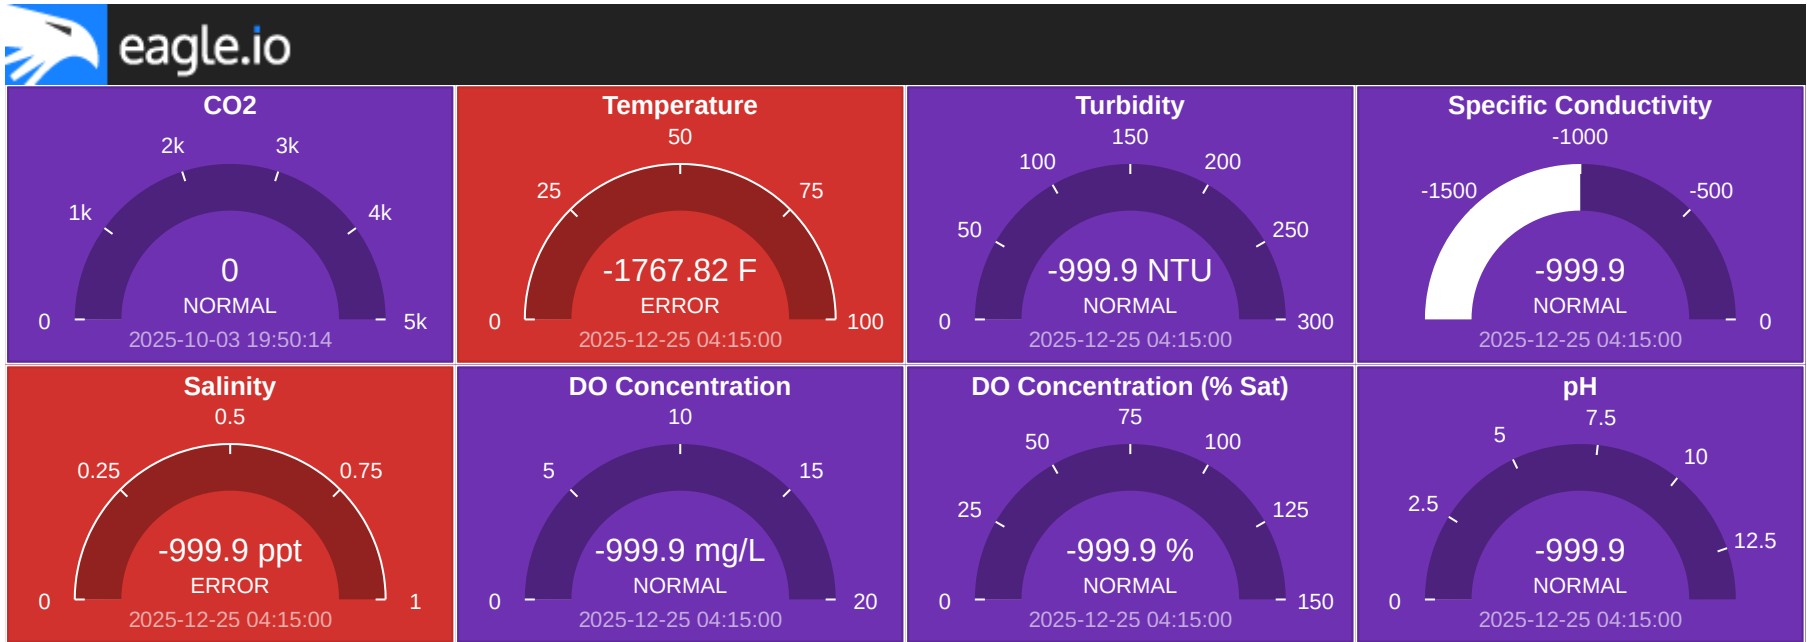 eagle.io
CO2
2k
3k
1k
4k
0
NORMAL
0
5k
2025-10-03 19:50:14
Temperature
50
25
75
-1767.82 F
ERROR
0
100
2025-12-25 04:15:00
Turbidity
150
100
200
50
250
-999.9 NTU
NORMAL
0
300
2025-12-25 04:15:00
Specific Conductivity
-1000
-1500
-500
-999.9
NORMAL
0
2025-12-25 04:15:00
Salinity
0.5
0.25
0.75
-999.9 ppt
ERROR
0
1
2025-12-25 04:15:00
DO Concentration
10
5
15
-999.9 mg/L
NORMAL
0
20
2025-12-25 04:15:00
DO Concentration (% Sat)
75
50
100
25
125
-999.9 %
NORMAL
0
150
2025-12-25 04:15:00
pH
7.5
5
10
2.5
12.5
-999.9
NORMAL
0
2025-12-25 04:15:00